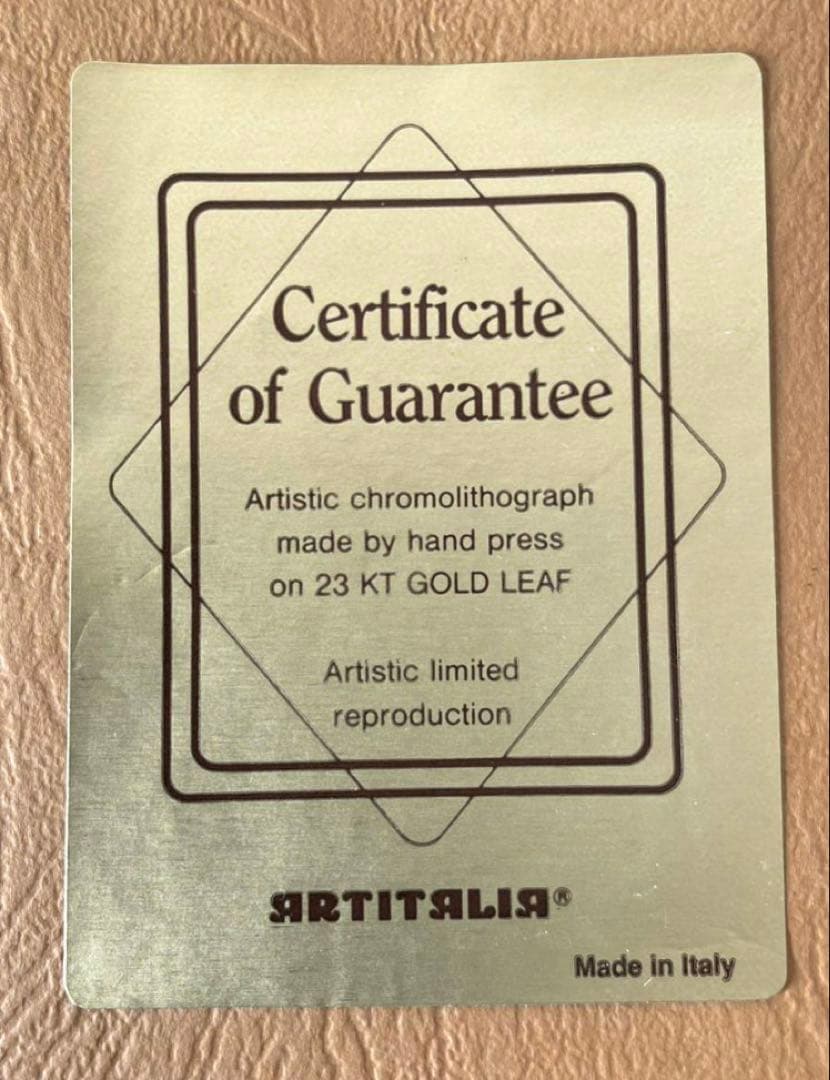 Certificate
of Guarantee
Artistic chromolithograph
made by hand press
on 23 KT GOLD LEAF
Artistic limited
reproduction
ARTITALIA®
Made in Italy